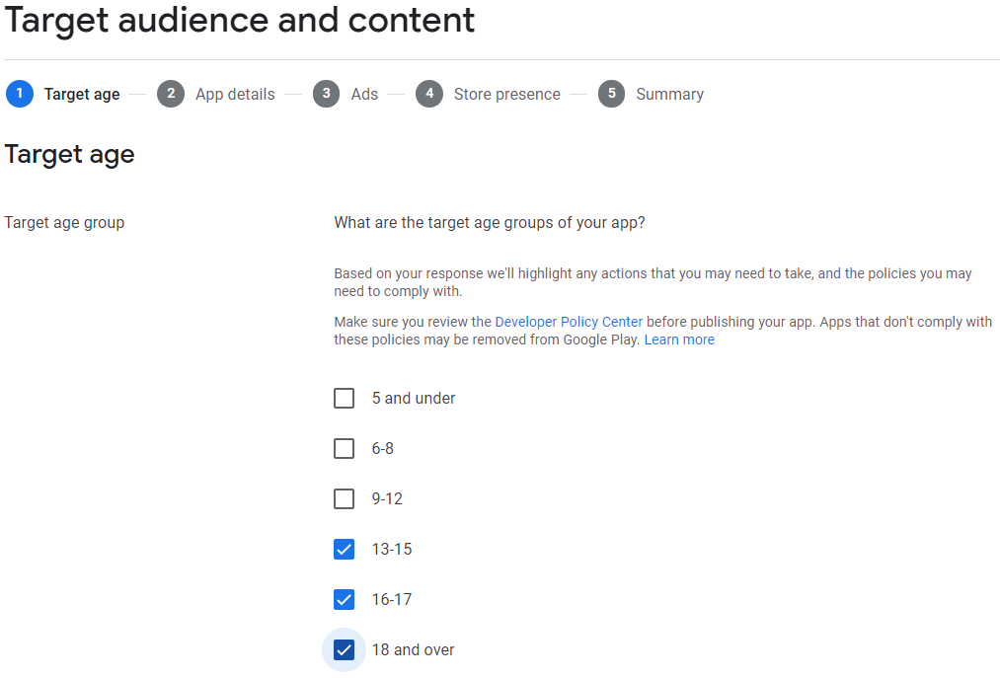 Target audience and content
1 Target age 2 App details 3 Ads 4 Store presence 5 Summary
Target age
Target age group
What are the target age groups of your app?
Based on your response we'll highlight any actions that you may need to take, and the policies you may
need to comply with.
Make sure you review the Developer Policy Center before publishing your app. Apps that don't comply with
these policies may be removed from Google Play. Learn more
5 and under
6-8
9-12
13-15
16-17
18 and over